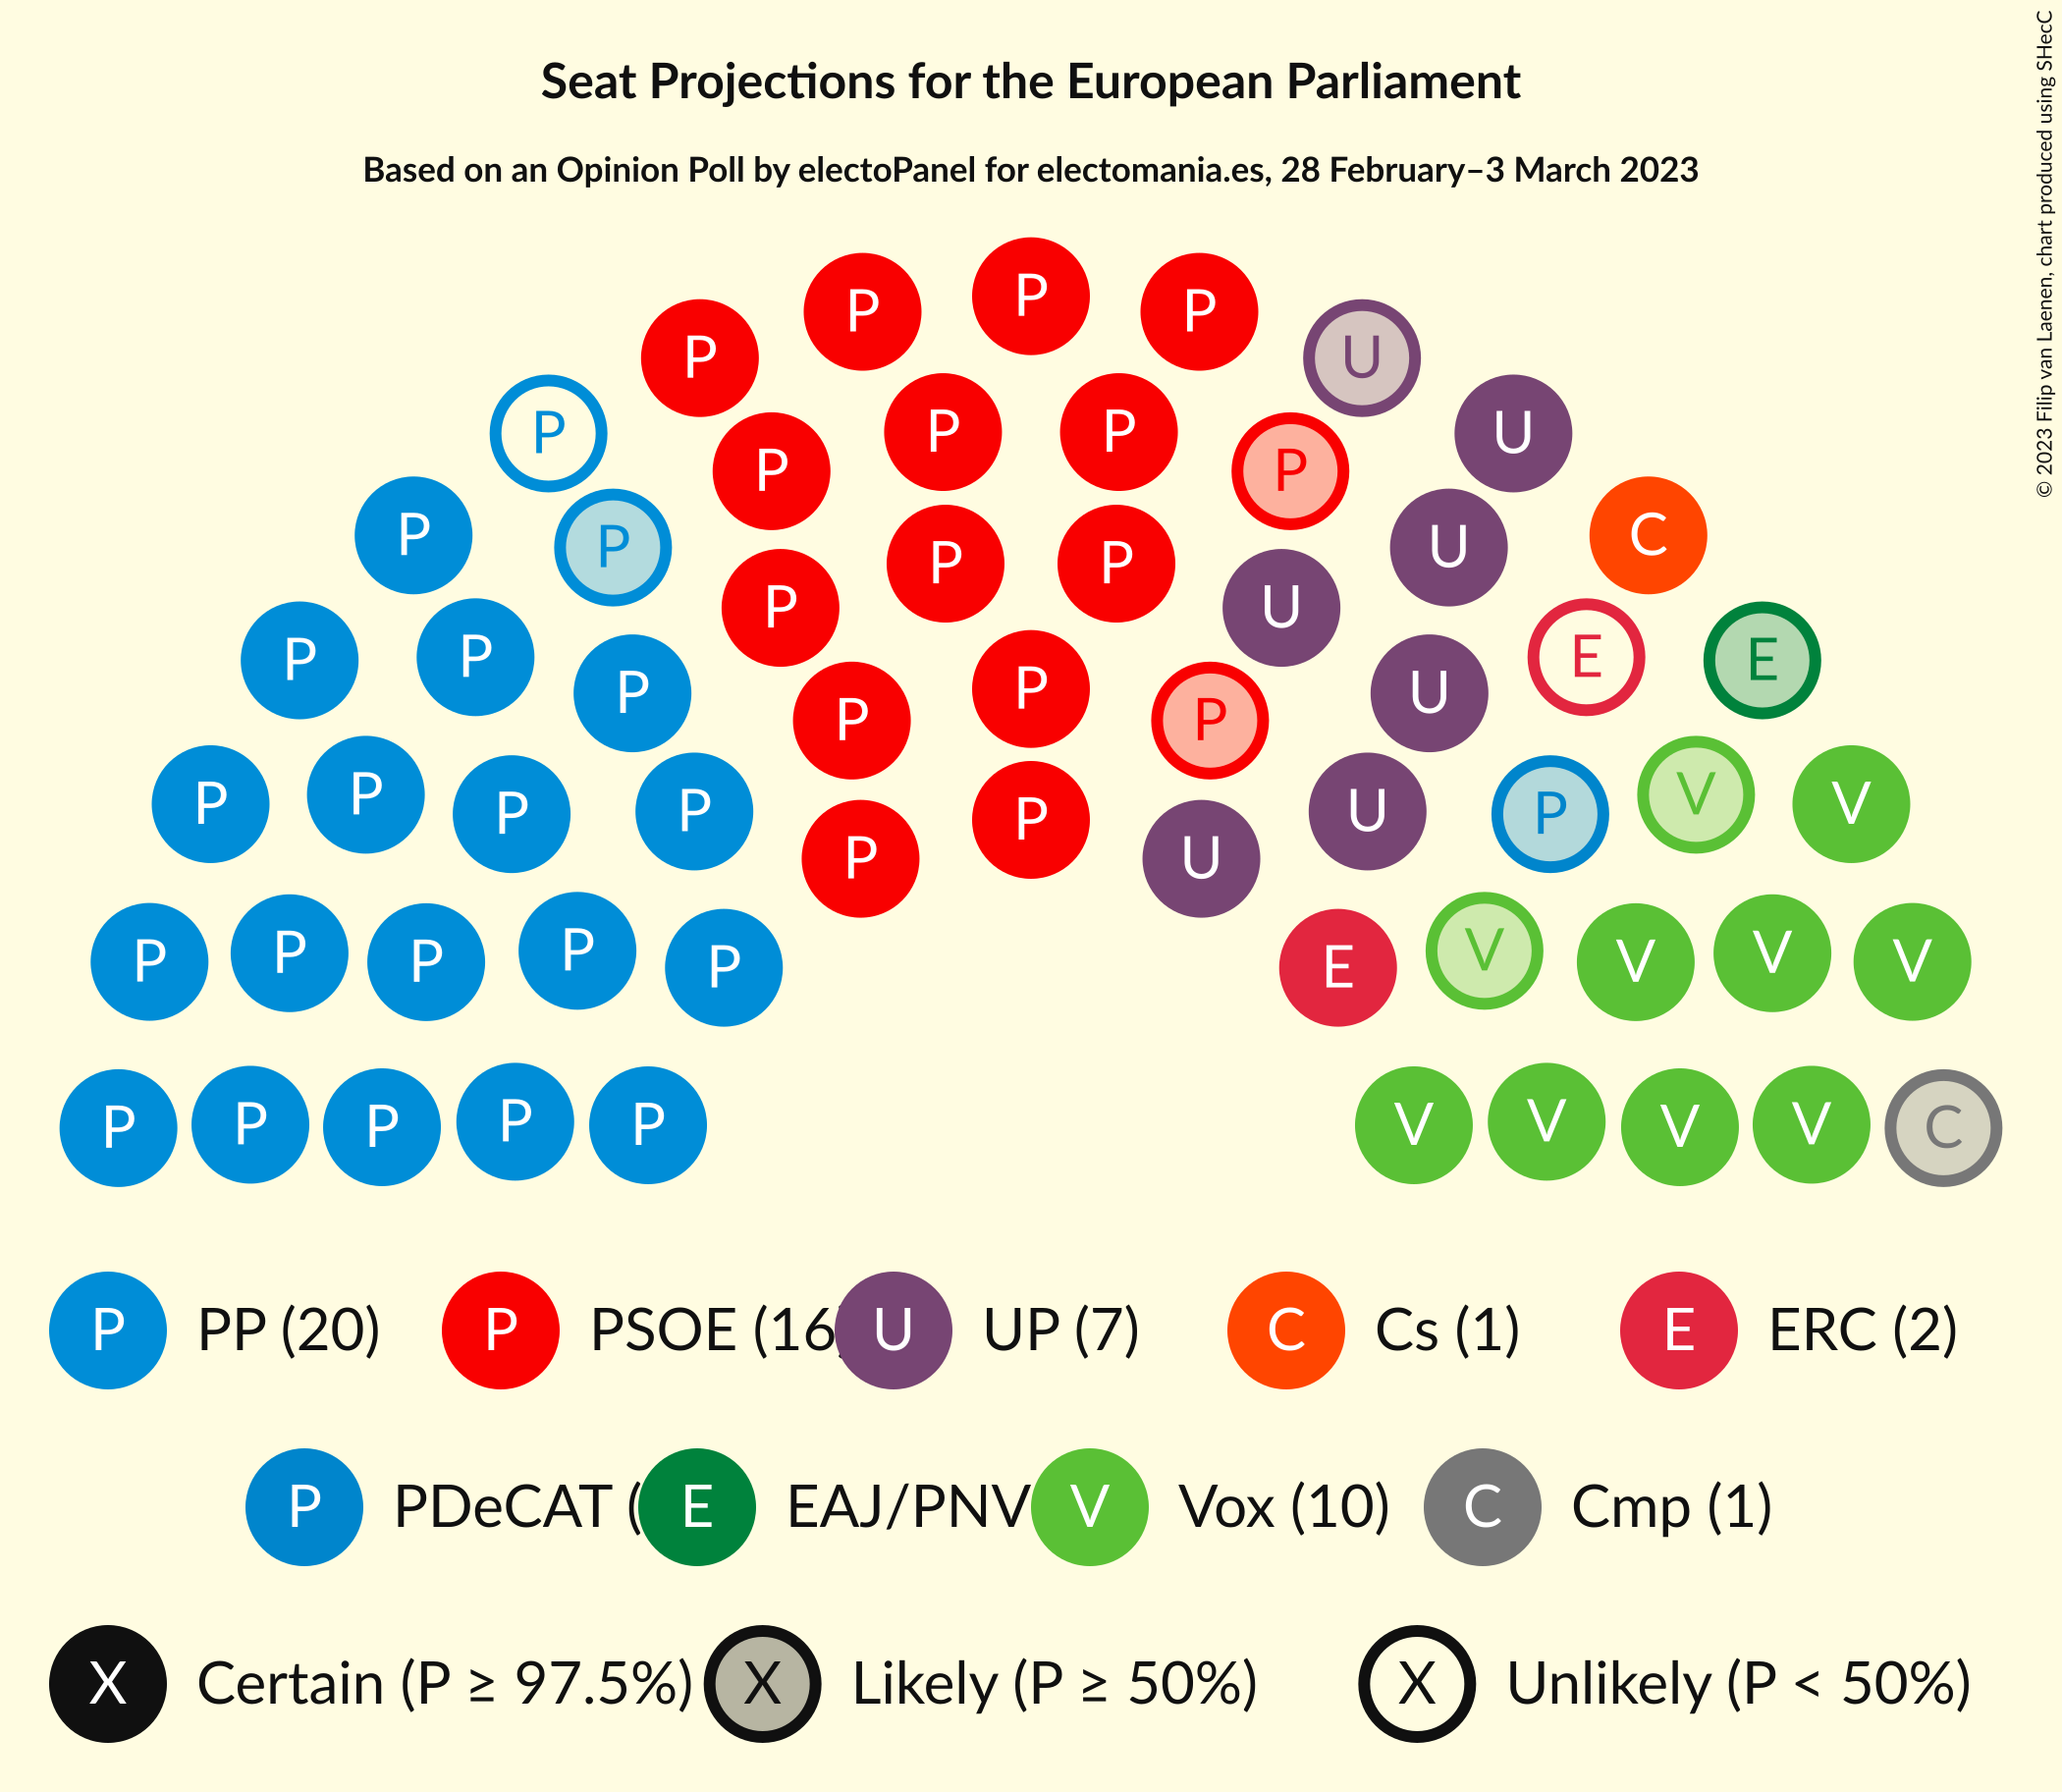 Seat Projections for the European Parliament
Based on an Opinion Poll by electoPanel for electomania.es, 28 February–3 March 2023
© 2023 Filip van Laenen, chart produced using SHecC
P
P P
P U
P U
P P P U
P P
P C
P P U
P P
P U
P P E E
P U
P P P
P V V
P P U P
P P
P U
P P P P P E V V V V
P P P P P V V V V C
P PP (20) P PSOE (16 U UP (7) C Cs (1) E ERC (2)
P PDeCAT ( E EAJ/PNV V Vox (10) C Cmp (1)
X Certain (P ≥ 97.5%) X Likely (P ≥ 50%) X Unlikely (P < 50%)